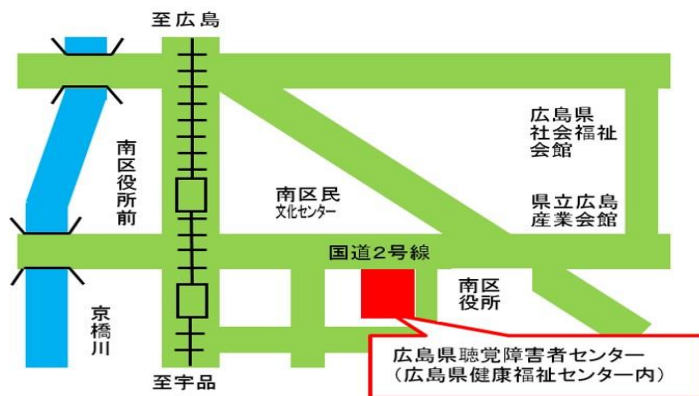 至広島
広島県
社会福祉
会館
南区役所前
南区民
文化センター
県立広島
産業会館
国道2号線
南区
役所
京橋川
広島県聴覚障害者センター
（広島県健康福祉センター内）
至宇品